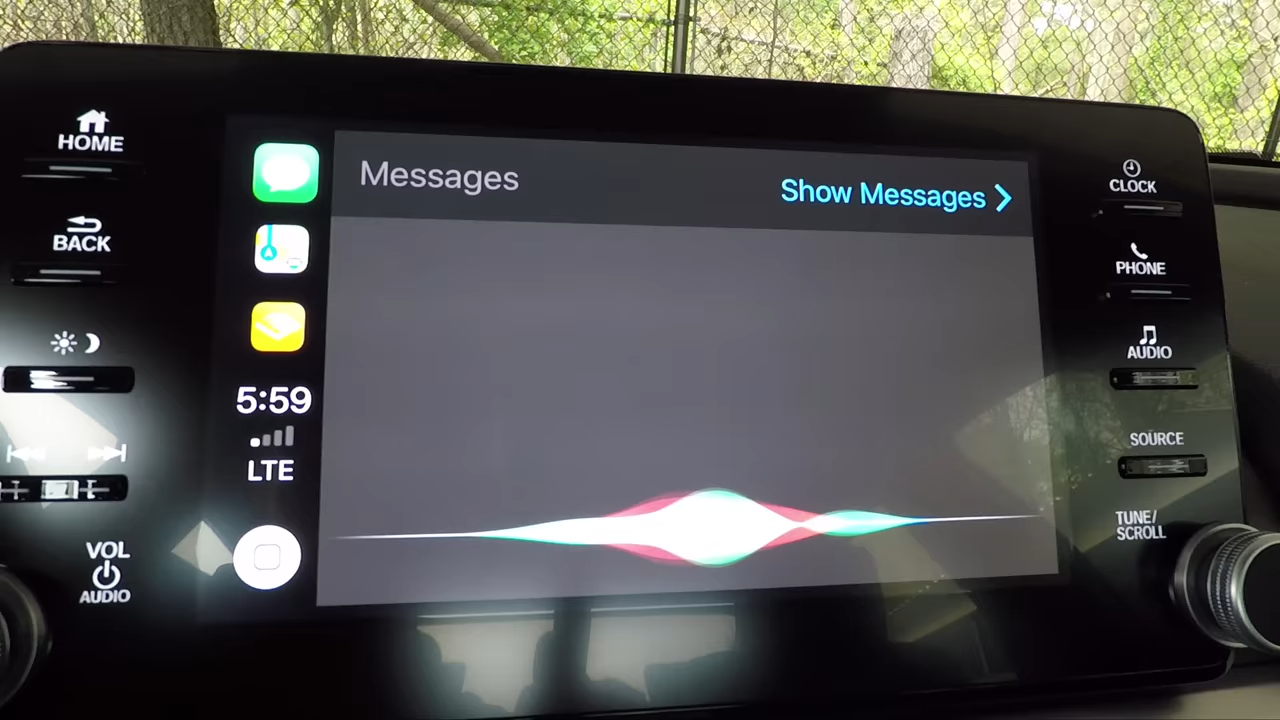 HOME
BACK
VOL
AUDIO
Messages
Show Messages
5:59
LTE
CLOCK
PHONE
AUDIO
SOURCE
TUNE/
SCROLL